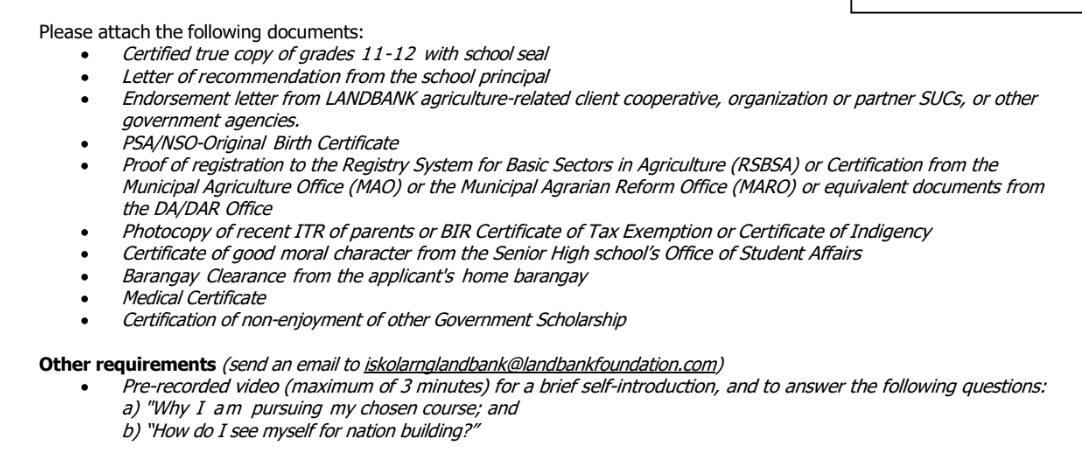 Please attach the following documents:
• Certified true copy of grades 11-12 with school seal
• Letter of recommendation from the school principal
• Endorsement letter from LANDBANK agriculture-related client cooperative, organization or partner SUCs, or other
government agencies.
• PSA/NSO-Original Birth Certificate
• Proof of registration to the Registry System for Basic Sectors in Agriculture (RSBSA) or Certification from the
Municipal Agriculture Office (MAO) or the Municipal Agrarian Reform Office (MARO) or equivalent documents from
the DA/DAR Office
• Photocopy of recent ITR of parents or BIR Certificate of Tax Exemption or Certificate of Indigency
• Certificate of good moral character from the Senior High school's Office of Student Affairs
• Barangay Clearance from the applicant's home barangay
• Medical Certificate
• Certification of non-enjoyment of other Government Scholarship
Other requirements (send an email to iskolarnglandbank@landbankfoundation.com)
• Pre-recorded video (maximum of 3 minutes) for a brief self-introduction, and to answer the following questions:
a) "Why I am pursuing my chosen course; and
b) "How do I see myself for nation building?"